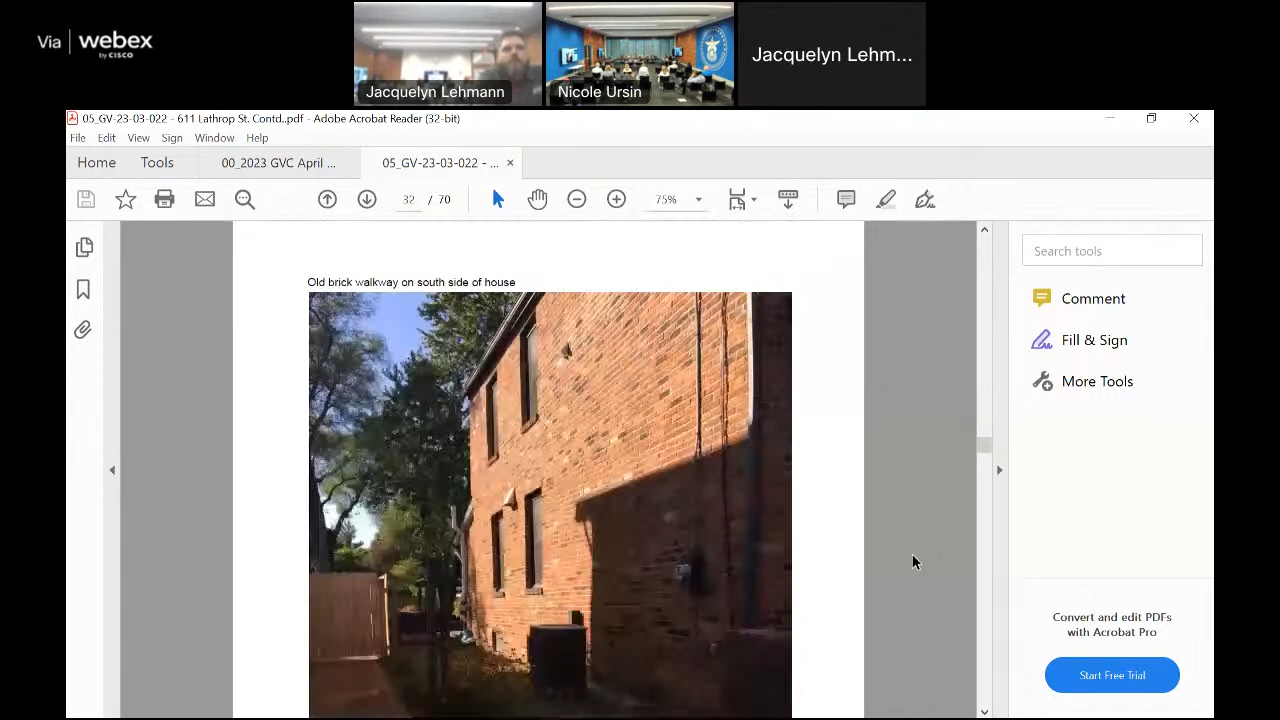 Via | webex
by CISCO
Jacquelyn Lehmann
Nicole Ursin
Jacquelyn Lehm...
05_GV-23-03-022 - 611 Lathrop St. Contd..pdf - Adobe Acrobat Reader (32-bit)
File Edit View Sign Window Help
Home Tools 00_2023 GVC April ... 05_GV-23-03-022 - ... ×
32 / 70 75%
Search tools
Comment
Fill & Sign
More Tools
Old brick walkway on south side of house
Convert and edit PDFs
with Acrobat Pro
Start Free Trial